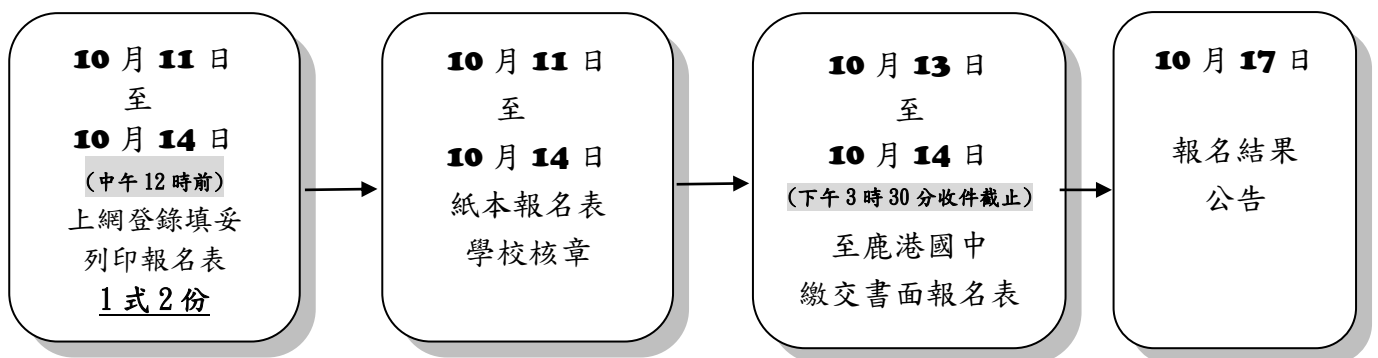 10 月 11 日
至
10 月 14 日
(中午 12 時前)
上網登錄填妥
列印報名表
1 式 2 份
10 月 11 日
至
10 月 14 日
紙本報名表
學校核章
10 月 13 日
至
10 月 14 日
(下午 3 時 30 分收件截止)
至鹿港國中
繳交書面報名表
10 月 17 日
報名結果
公告